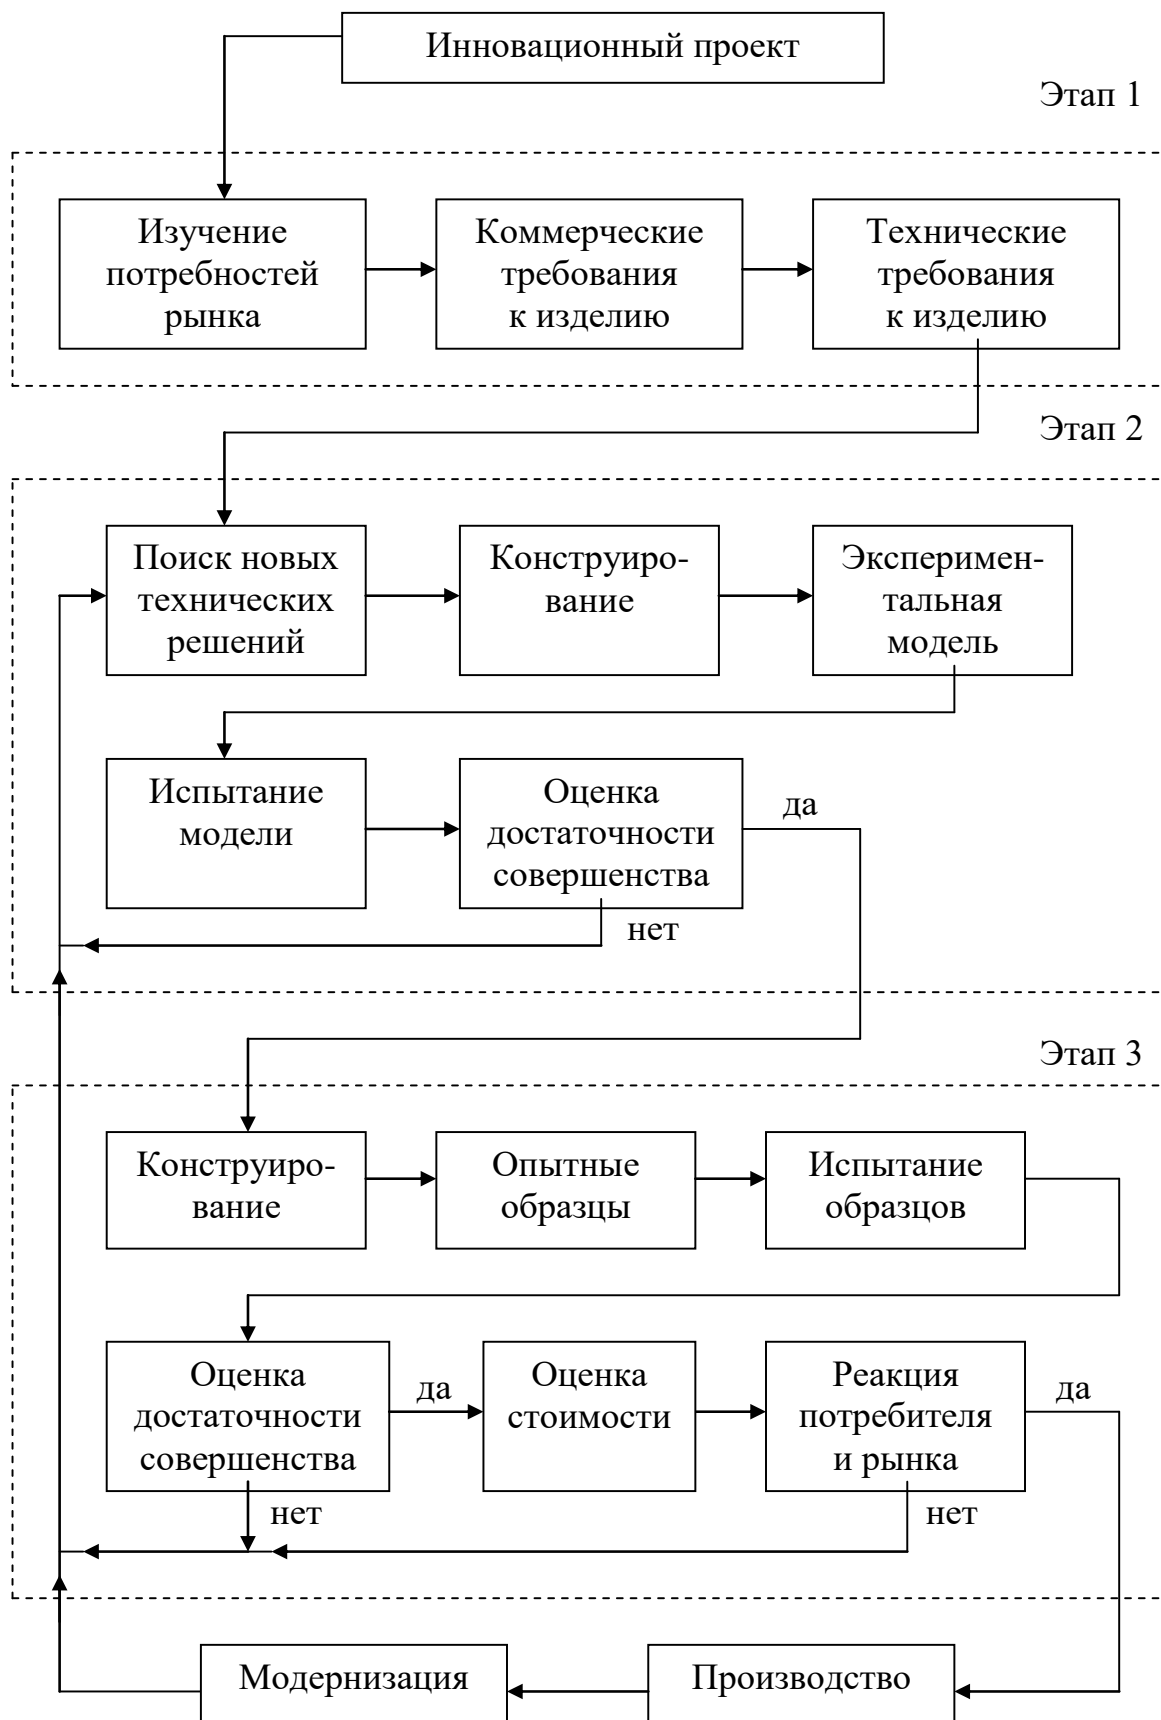 Инновационный проект
Этап 1
Изучение
потребностей
рынка
Коммерческие
требования
к изделию
Технические
требования
к изделию
Этап 2
Поиск новых
технических
решений
Конструиро-
вание
Эксперимен-
тальная
модель
Испытание
модели
Оценка
достаточности
совершенства
да
нет
Этап 3
Конструиро-
вание
Опытные
образцы
Испытание
образцов
Оценка
достаточности
совершенства
да
Оценка
стоимости
Реакция
потребителя
и рынка
да
нет
нет
Модернизация
Производство